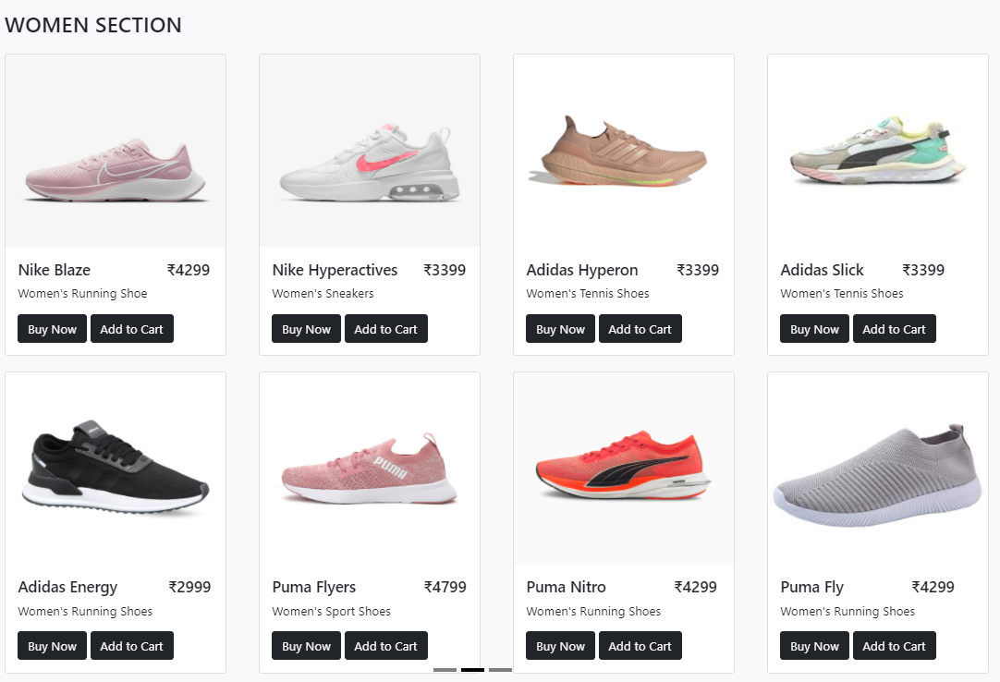 WOMEN SECTION
Nike Blaze ₹4299
Women's Running Shoe
Buy Now Add to Cart
Nike Hyperactives ₹3399
Women's Sneakers
Buy Now Add to Cart
Adidas Hyperon ₹3399
Women's Tennis Shoes
Buy Now Add to Cart
Adidas Slick ₹3399
Women's Tennis Shoes
Buy Now Add to Cart
Adidas Energy ₹2999
Women's Running Shoes
Buy Now Add to Cart
PUMA
Puma Flyers ₹4799
Women's Sport Shoes
Buy Now Add to Cart
Puma Nitro ₹4299
Women's Running Shoes
Buy Now Add to Cart
Puma Fly ₹4299
Women's Running Shoes
Buy Now Add to Cart